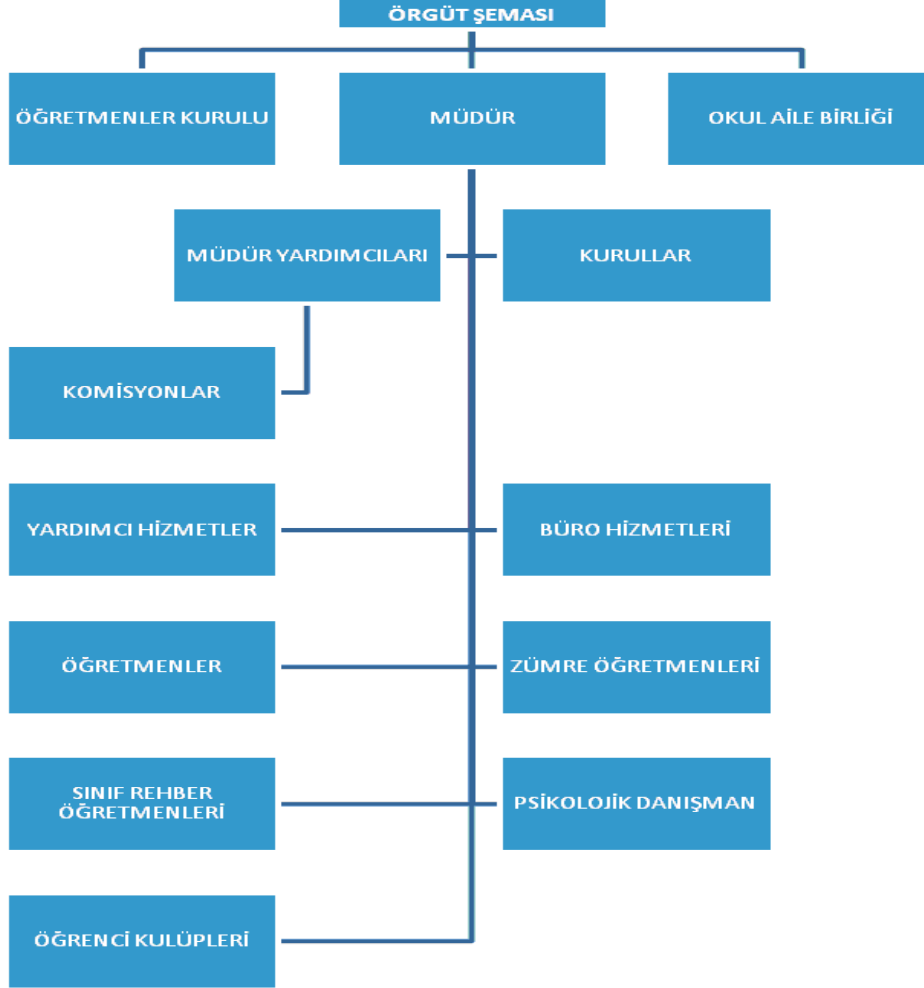 ÖRGÜT ŞEMASI
ÖĞRETMENLER KURULU
MÜDÜR
OKUL AİLE BİRLİĞİ
MÜDÜR YARDIMCILARI
KURULLAR
KOMİSYONLAR
YARDIMCI HİZMETLER
BÜRO HİZMETLERİ
ÖĞRETMENLER
ZÜMRE ÖĞRETMENLERİ
SINIF REHBER
ÖĞRETMENLERİ
PSİKOLOJİK DANIŞMAN
ÖĞRENCİ KULÜPLERİ